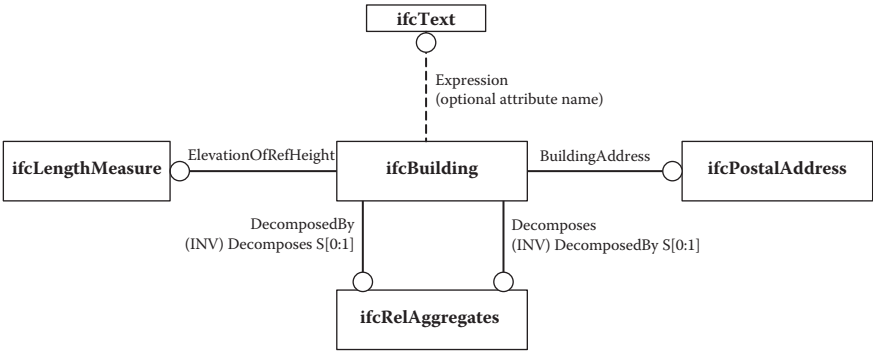 ifcText
Expression
(optional attribute name)
ifcLengthMeasure
ElevationOfRefHeight
ifcBuilding
BuildingAddress
ifcPostalAddress
DecomposedBy
(INV) Decomposes S[0:1]
Decomposes
(INV) DecomposedBy S[0:1]
ifcRelAggregates